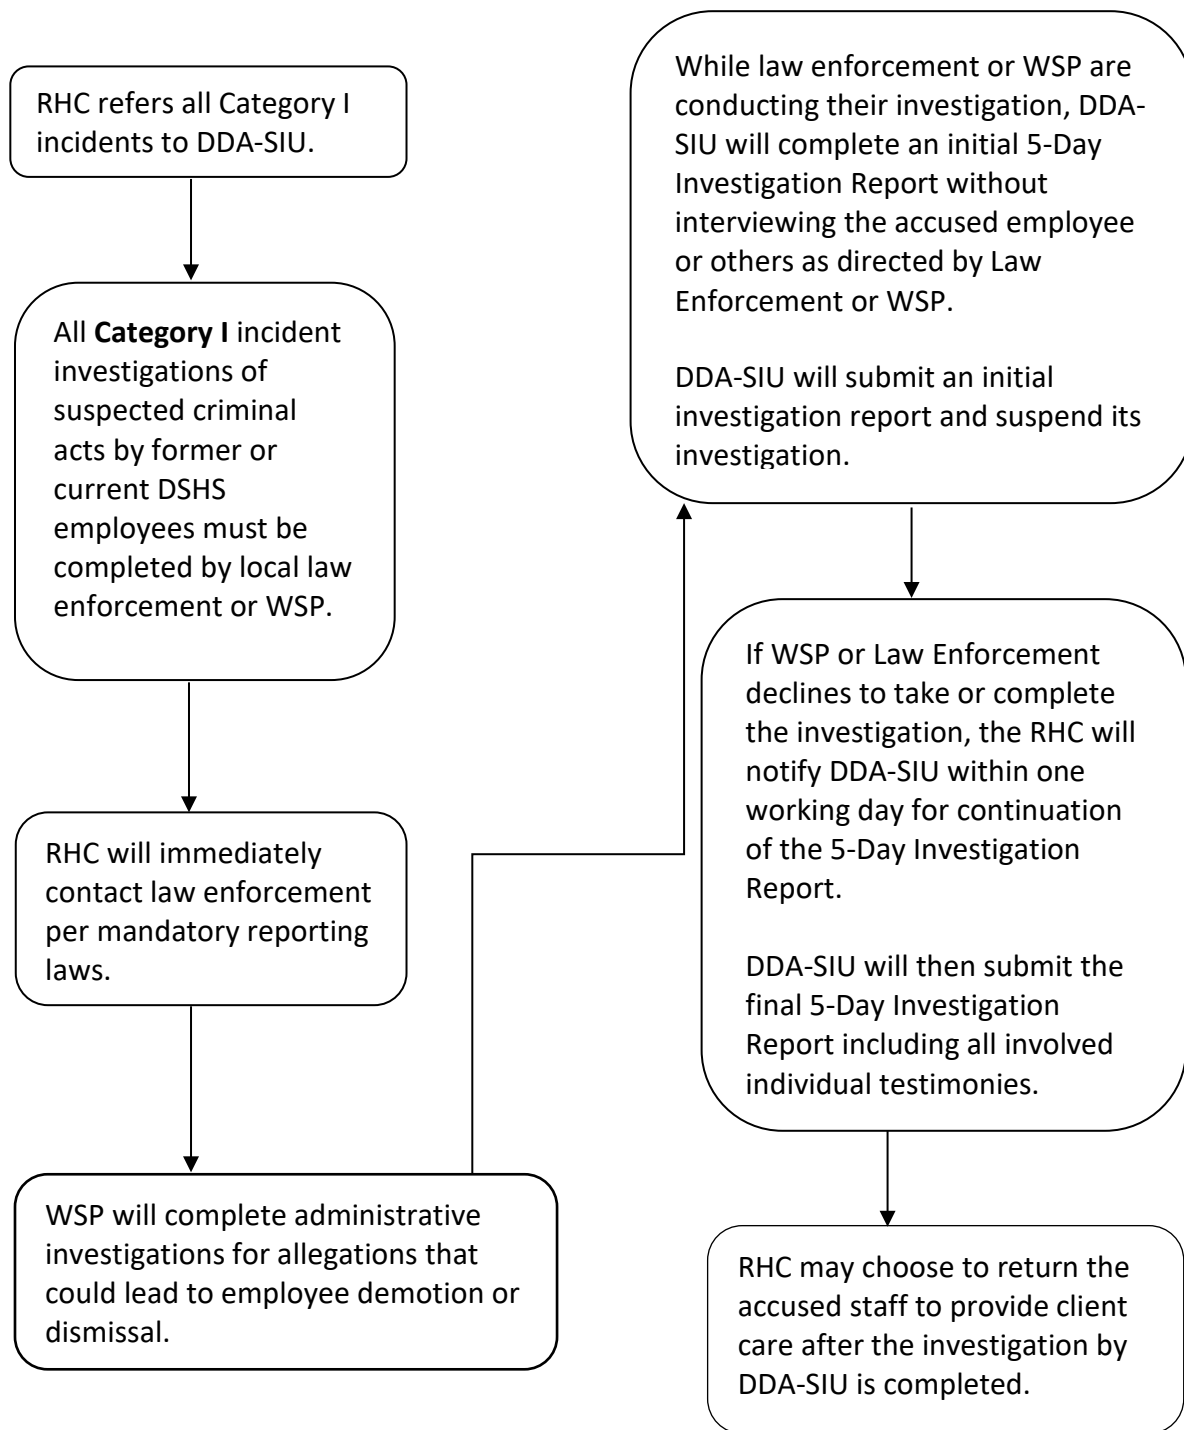 RHC refers all Category I
incidents to DDA-SIU.
All Category I incident
investigations of
suspected criminal
acts by former or
current DSHS
employees must be
completed by local law
enforcement or WSP.
RHC will immediately
contact law enforcement
per mandatory reporting
laws.
WSP will complete administrative
investigations for allegations that
could lead to employee demotion or
dismissal.
While law enforcement or WSP are
conducting their investigation, DDA-
SIU will complete an initial 5-Day
Investigation Report without
interviewing the accused employee
or others as directed by Law
Enforcement or WSP.
DDA-SIU will submit an initial
investigation report and suspend its
investigation.
If WSP or Law Enforcement
declines to take or complete
the investigation, the RHC will
notify DDA-SIU within one
working day for continuation
of the 5-Day Investigation
Report.
DDA-SIU will then submit the
final 5-Day Investigation
Report including all involved
individual testimonies.
RHC may choose to return the
accused staff to provide client
care after the investigation by
DDA-SIU is completed.